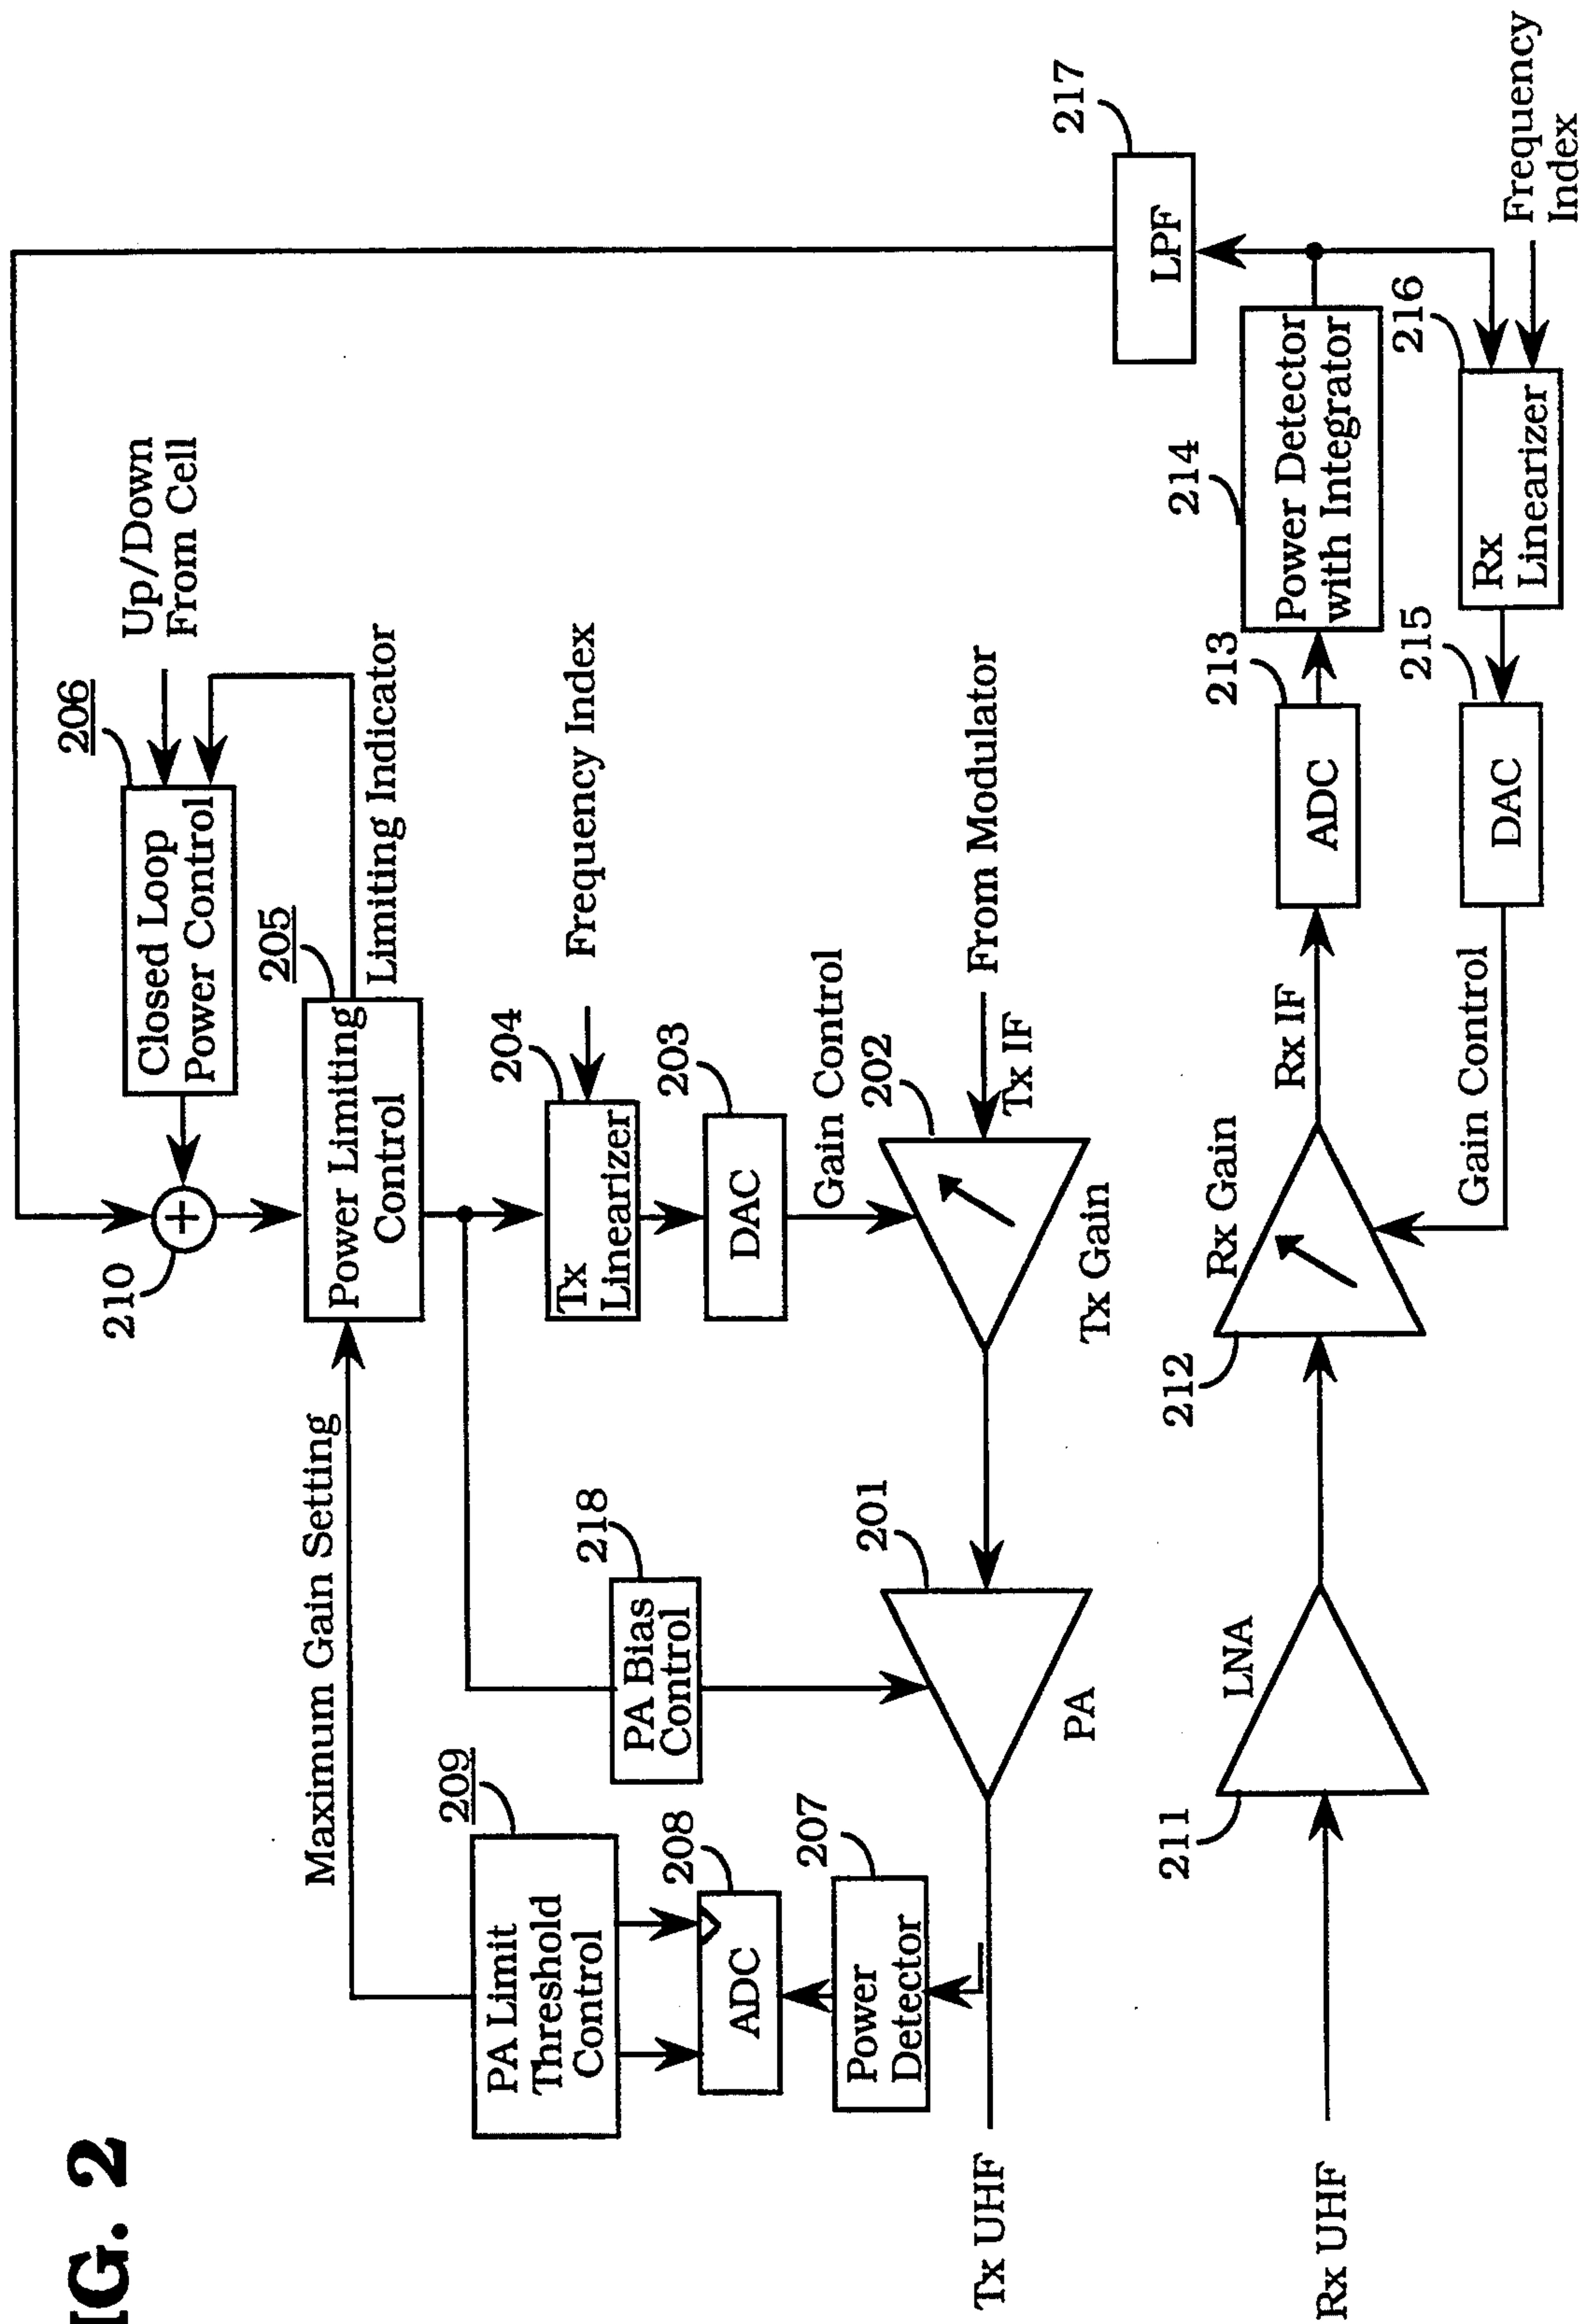 IG. 2
Up/Down
From Cell
206
Closed Loop
Power Control
210
205
Power Limiting
Control
Limiting Indicator
Maximum Gain Setting
204
Frequency Index
Tx
Linearizer
203
DAC
Gain Control
209
PA Limit
Threshold
Control
218
PA Bias
Control
208
ADC
207
Power
Detector
201
PA
202
Tx Gain
Tx IF
From Modulator
Tx UHF
217
LPF
Rx UHF
211
LNA
212
Rx Gain
Rx IF
213
ADC
214
Power Detector
with Integrator
Gain Control
215
DAC
216
Rx
Linearizer
Frequency
Index